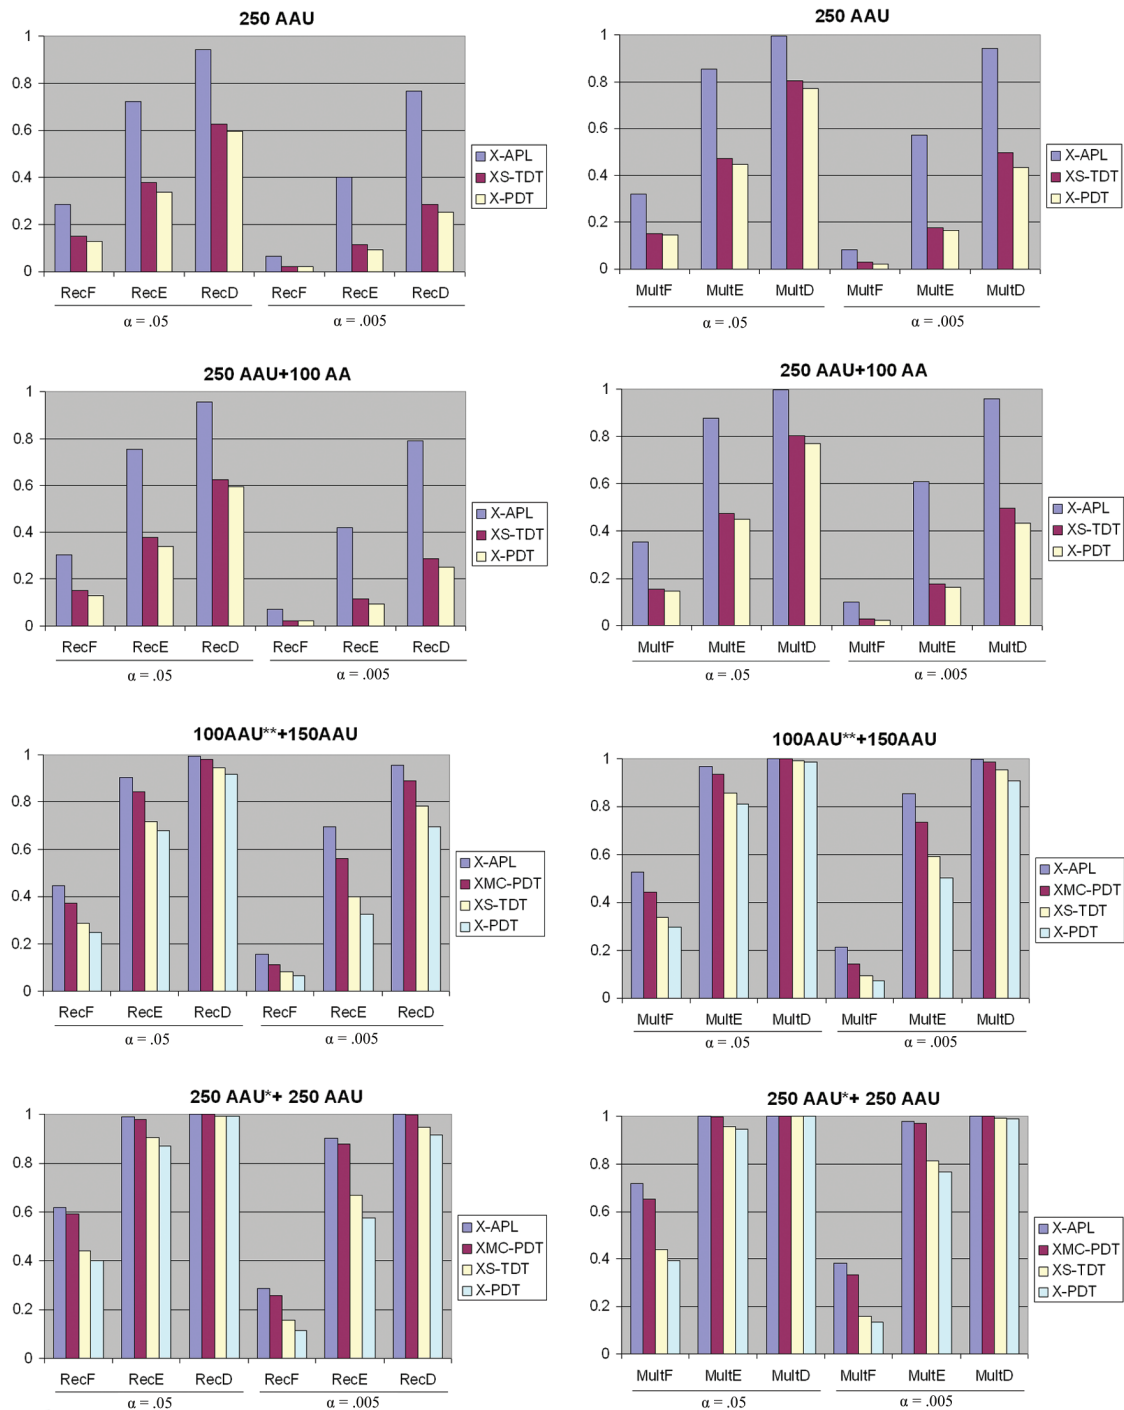 250 AAU
1
0.8
0.6
0.4
0.2
0
RecF RecE RecD RecF RecE RecD
α = .05 α = .005
X-APL
XS-TDT
X-PDT
250 AAU
1
0.8
0.6
0.4
0.2
0
MultF MultE MultD MultF MultE MultD
α = .05 α = .005
X-APL
XS-TDT
X-PDT
250 AAU+100 AA
1
0.8
0.6
0.4
0.2
0
RecF RecE RecD RecF RecE RecD
α = .05 α = .005
X-APL
XS-TDT
X-PDT
250 AAU+100 AA
1
0.8
0.6
0.4
0.2
0
MultF MultE MultD MultF MultE MultD
α = .05 α = .005
X-APL
XS-TDT
X-PDT
100AAU**+150AAU
1
0.8
0.6
0.4
0.2
0
RecF RecE RecD RecF RecE RecD
α = .05 α = .005
X-APL
XMC-PDT
XS-TDT
X-PDT
100AAU**+150AAU
1
0.8
0.6
0.4
0.2
0
MultF MultE MultD MultF MultE MultD
α = .05 α = .005
X-APL
XMC-PDT
XS-TDT
X-PDT
250 AAU*+ 250 AAU
1
0.8
0.6
0.4
0.2
0
RecF RecE RecD RecF RecE RecD
α = .05 α = .005
X-APL
XMC-PDT
XS-TDT
X-PDT
250 AAU*+ 250 AAU
1
0.8
0.6
0.4
0.2
0
MultF MultE MultD MultF MultE MultD
α = .05 α = .005
X-APL
XMC-PDT
XS-TDT
X-PDT